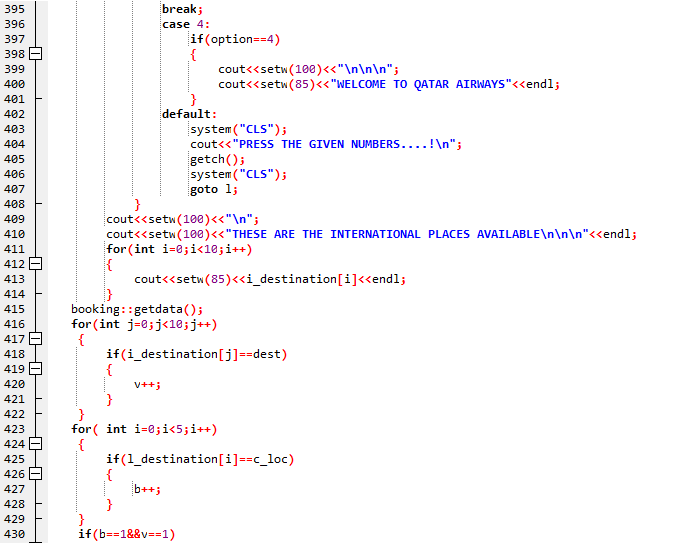 395 break;
396 case 4:
397 if(option==4)
398 {
399 cout<<setw(100)<<"\n\n\n";
400 cout<<setw(85)<<"WELCOME TO QATAR AIRWAYS"<<endl;
401 }
402 default:
403 system("CLS");
404 cout<<"PRESS THE GIVEN NUMBERS....!\n";
405 getch();
406 system("CLS");
407 goto l;
408 }
409 cout<<setw(100)<<"\n";
410 cout<<setw(100)<<"THESE ARE THE INTERNATIONAL PLACES AVAILABLE\n\n\n"<<endl;
411 for(int i=0;i<10;i++)
412 {
413 cout<<setw(85)<<i_destination[i]<<endl;
414 }
415 booking::getdata();
416 for(int j=0;j<10;j++)
417 {
418 if(i_destination[j]==dest)
419 {
420 v++;
421 }
422 }
423 for( int i=0;i<5;i++)
424 {
425 if(l_destination[i]==c_loc)
426 {
427 b++;
428 }
429 }
430 if(b==1&&v==1)